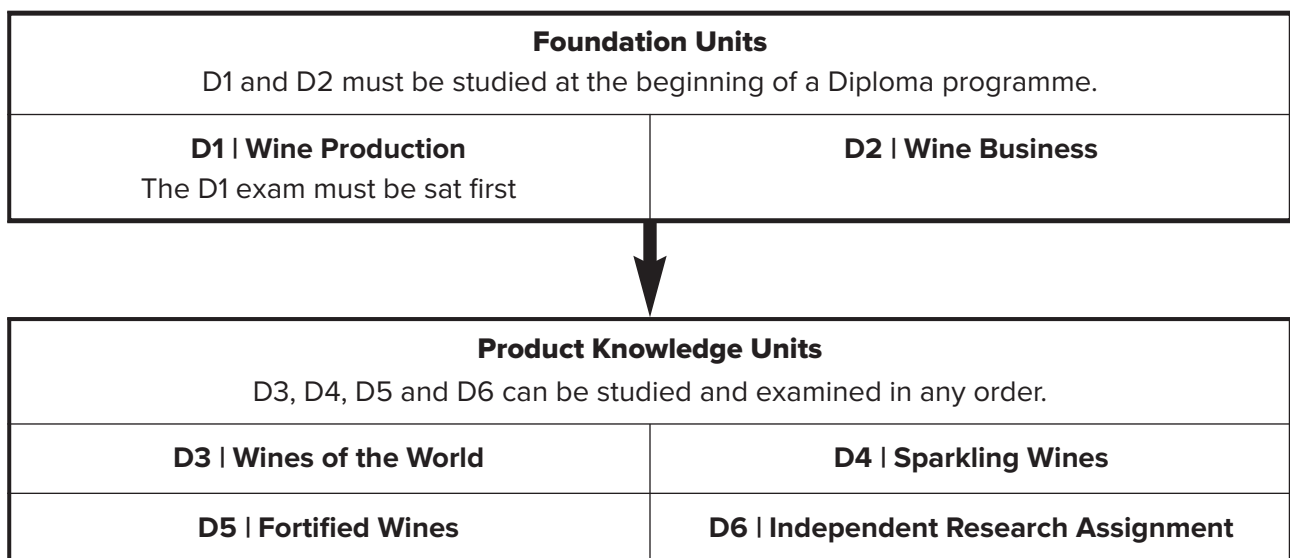 Foundation Units
D1 and D2 must be studied at the beginning of a Diploma programme.
D1 | Wine Production
The D1 exam must be sat first
D2 | Wine Business
Product Knowledge Units
D3, D4, D5 and D6 can be studied and examined in any order.
D3 | Wines of the World
D4 | Sparkling Wines
D5 | Fortified Wines
D6 | Independent Research Assignment